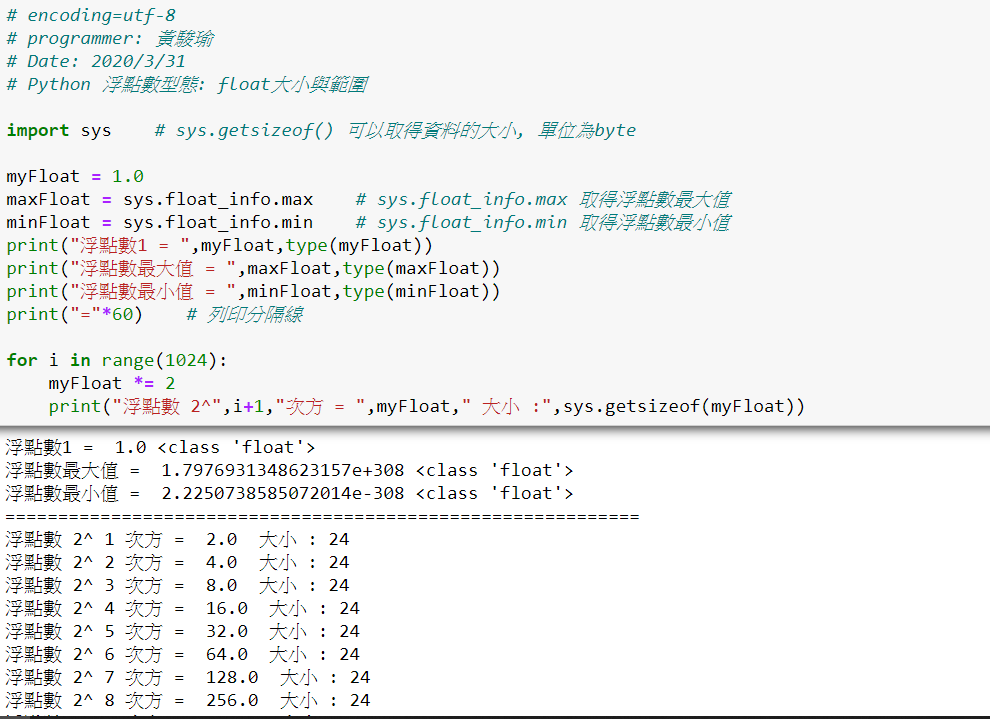 # encoding=utf-8
# programmer: 黃駿瑜
# Date: 2020/3/31
# Python 浮點數型態: float大小與範圍
import sys    # sys.getsizeof() 可以取得資料的大小, 單位為byte
myFloat = 1.0
maxFloat = sys.float_info.max    # sys.float_info.max 取得浮點數最大值
minFloat = sys.float_info.min    # sys.float_info.min 取得浮點數最小值
print("浮點數1 = ",myFloat,type(myFloat))
print("浮點數最大值 = ",maxFloat,type(maxFloat))
print("浮點數最小值 = ",minFloat,type(minFloat))
print("="*60)    # 列印分隔線
for i in range(1024):
    myFloat *= 2
    print("浮點數 2^",i+1,"次方 = ",myFloat," 大小 :",sys.getsizeof(myFloat))
浮點數1 =  1.0 <class 'float'>
浮點數最大值 =  1.7976931348623157e+308 <class 'float'>
浮點數最小值 =  2.2250738585072014e-308 <class 'float'>
============================================================
浮點數 2^ 1 次方 =  2.0  大小 : 24
浮點數 2^ 2 次方 =  4.0  大小 : 24
浮點數 2^ 3 次方 =  8.0  大小 : 24
浮點數 2^ 4 次方 =  16.0  大小 : 24
浮點數 2^ 5 次方 =  32.0  大小 : 24
浮點數 2^ 6 次方 =  64.0  大小 : 24
浮點數 2^ 7 次方 =  128.0  大小 : 24
浮點數 2^ 8 次方 =  256.0  大小 : 24